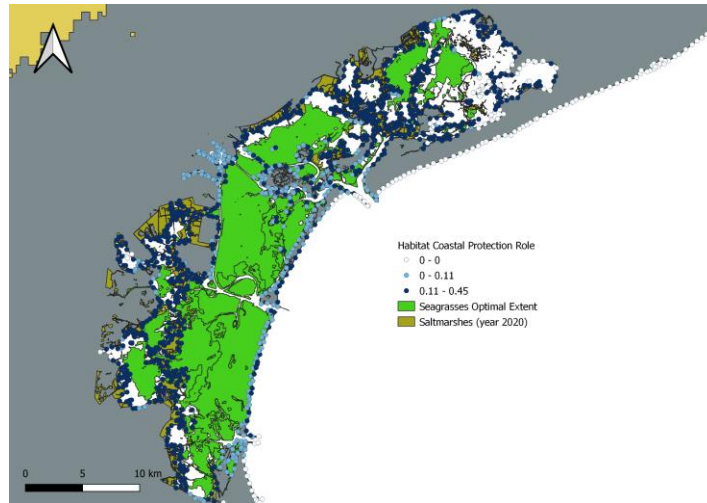 Habitat Coastal Protection Role
0 - 0
0 - 0.11
0.11 - 0.45
Seagrasses Optimal Extent
Saltmarshes (year 2020)
0 5 10 km